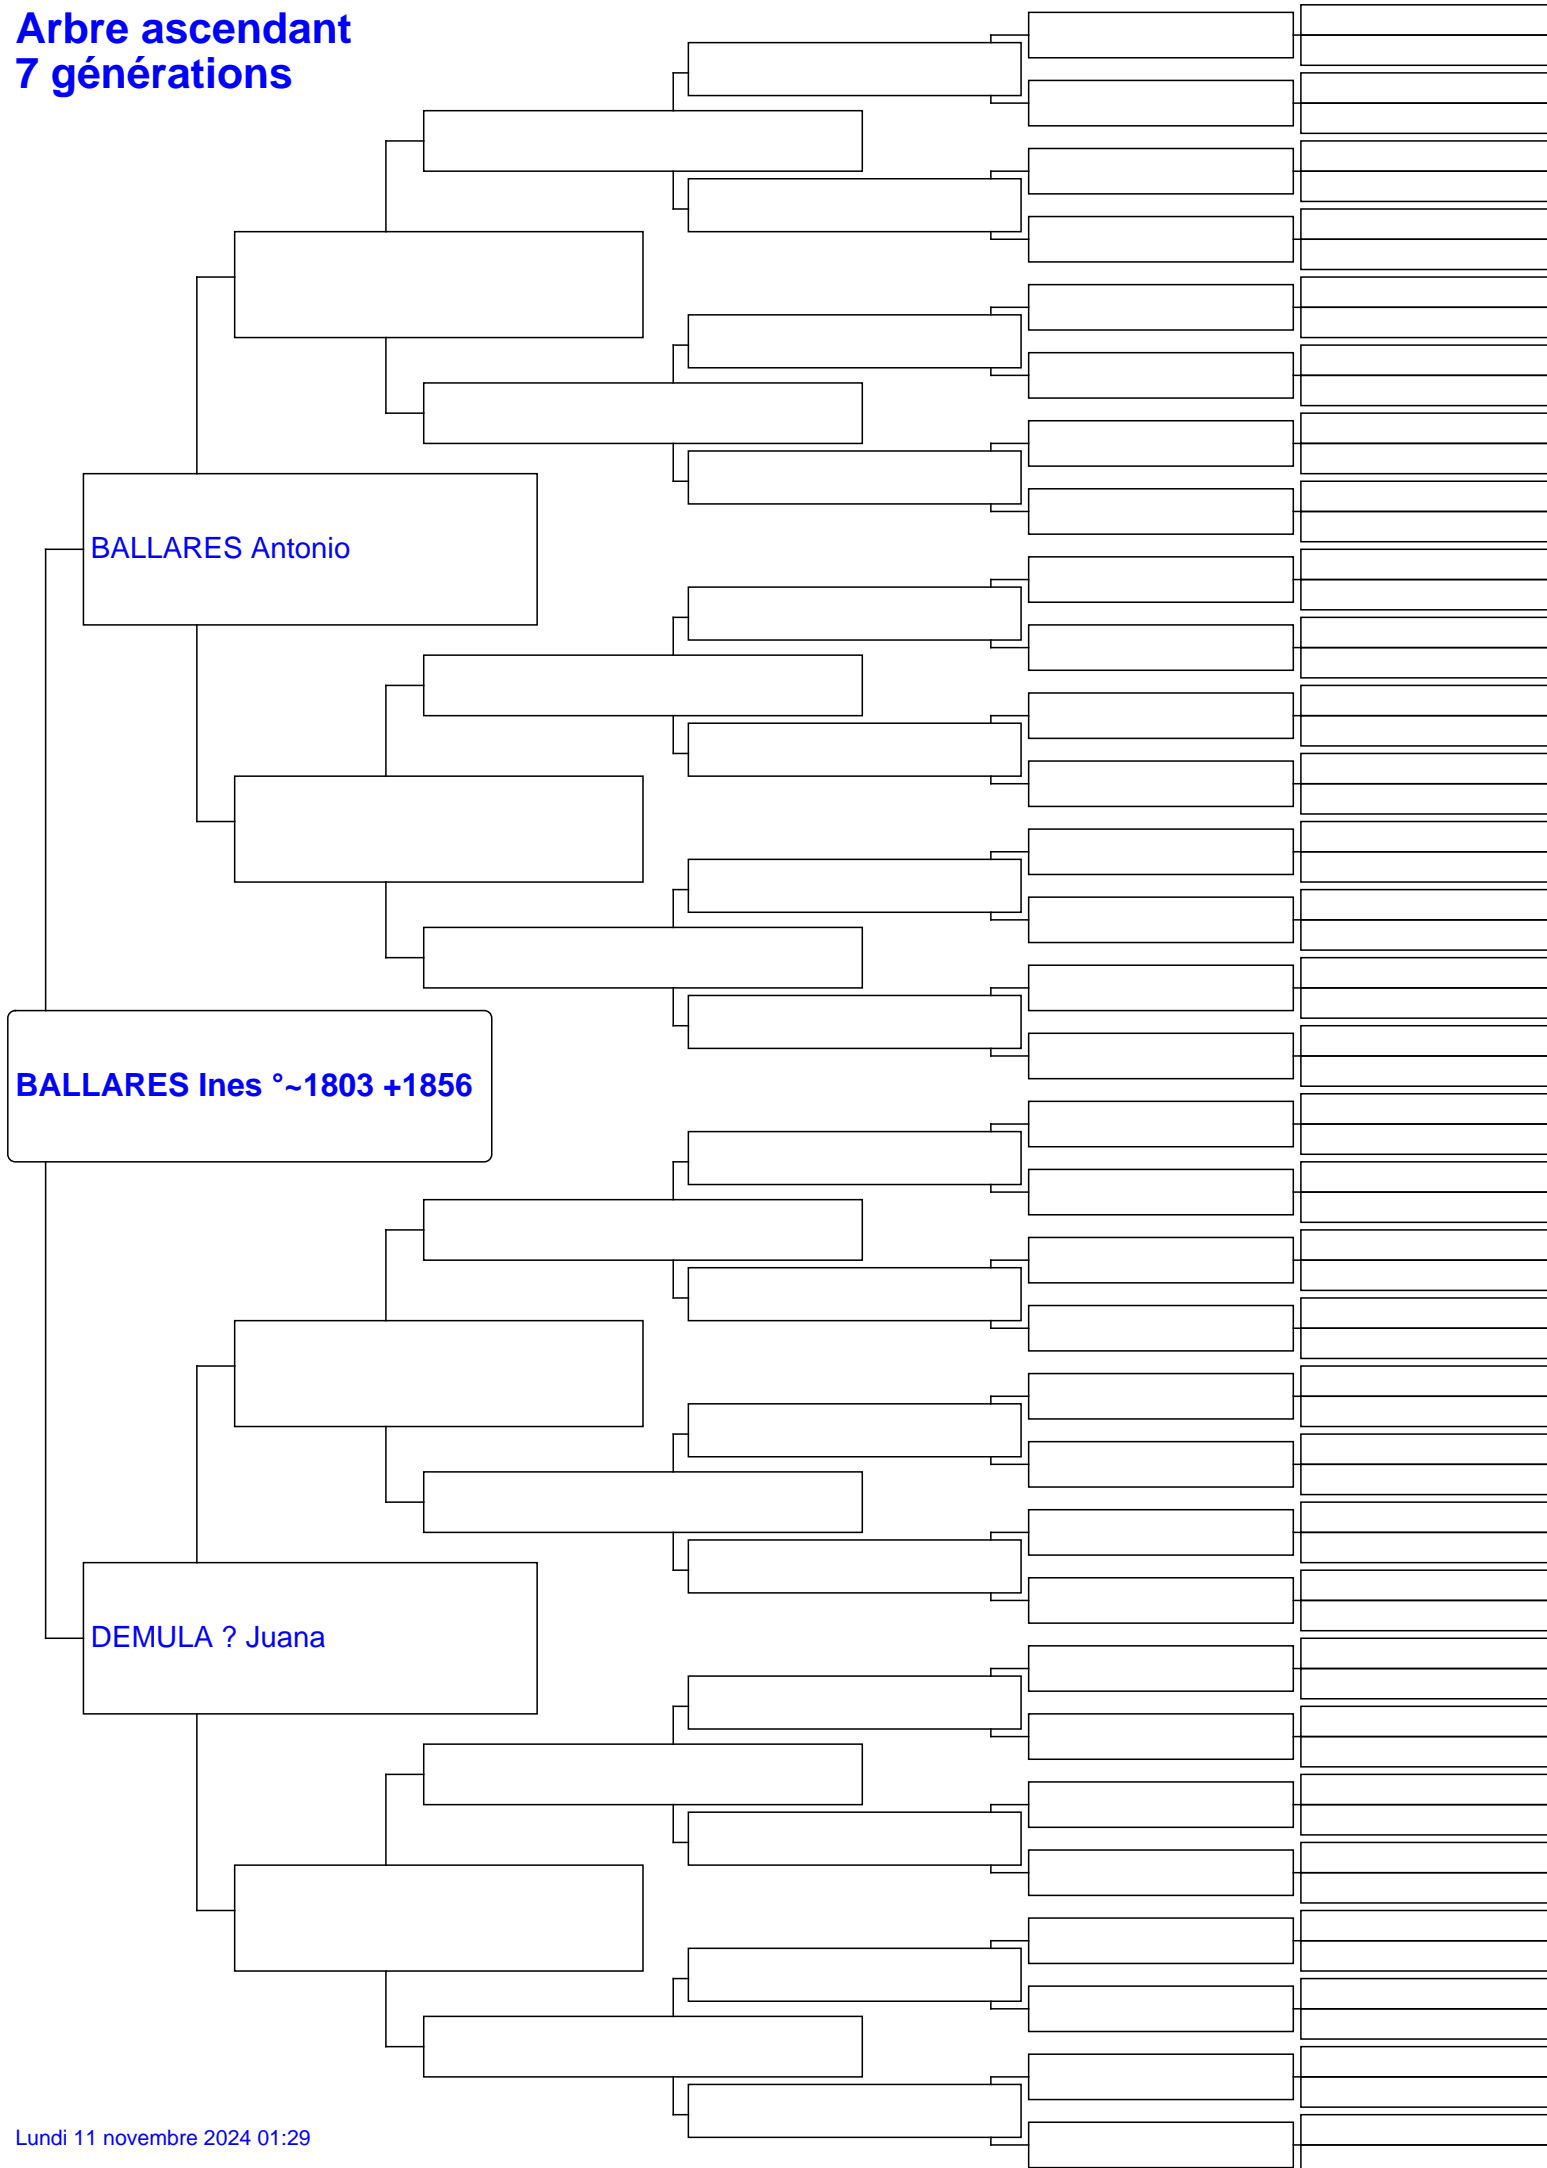 Arbre ascendant
7 générations
BALLARES Antonio
BALLARES Ines °~1803 +1856
DEMULA ? Juana
Lundi 11 novembre 2024 01:29